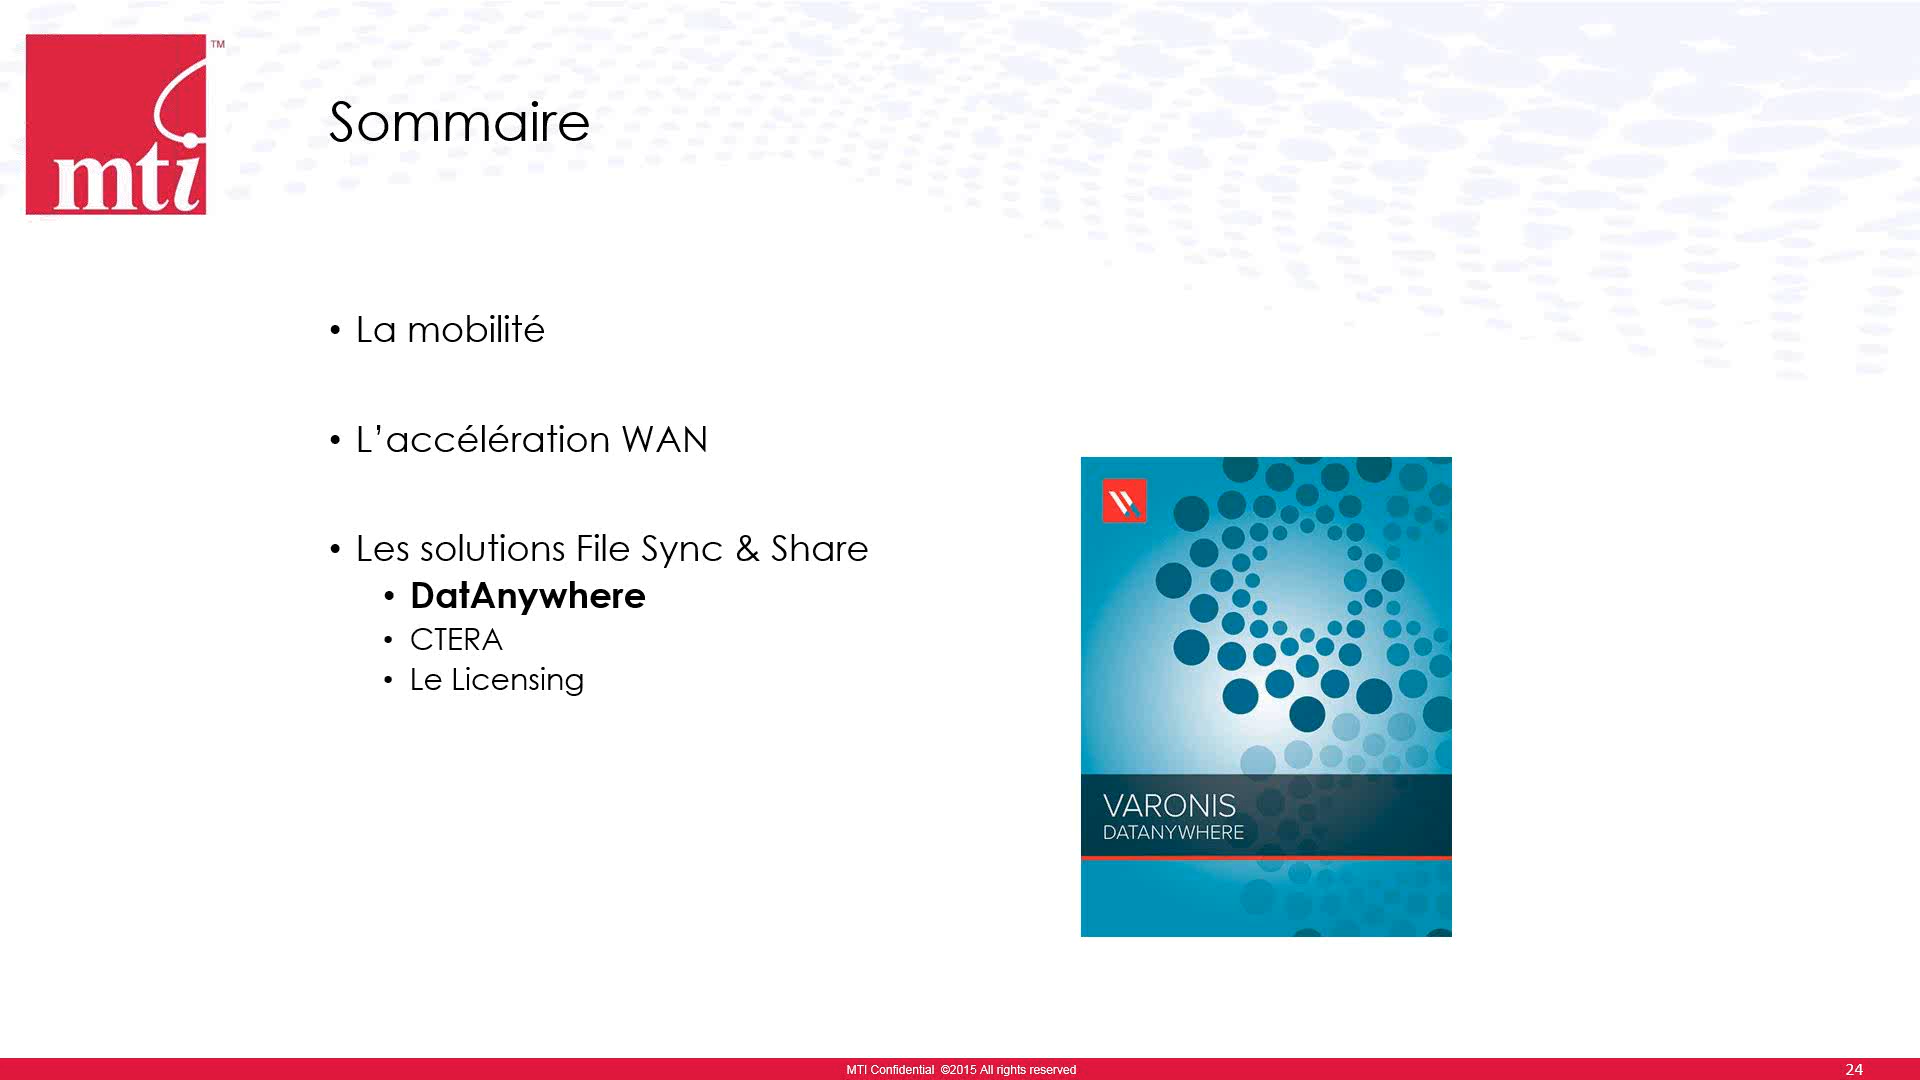 mti
TM
Sommaire
• La mobilité
• L’accélération WAN
• Les solutions File Sync & Share
• DatAnywhere
• CTERA
• Le Licensing
VARONIS
DATANYWHERE
MTI Confidential ©2015 All rights reserved
24